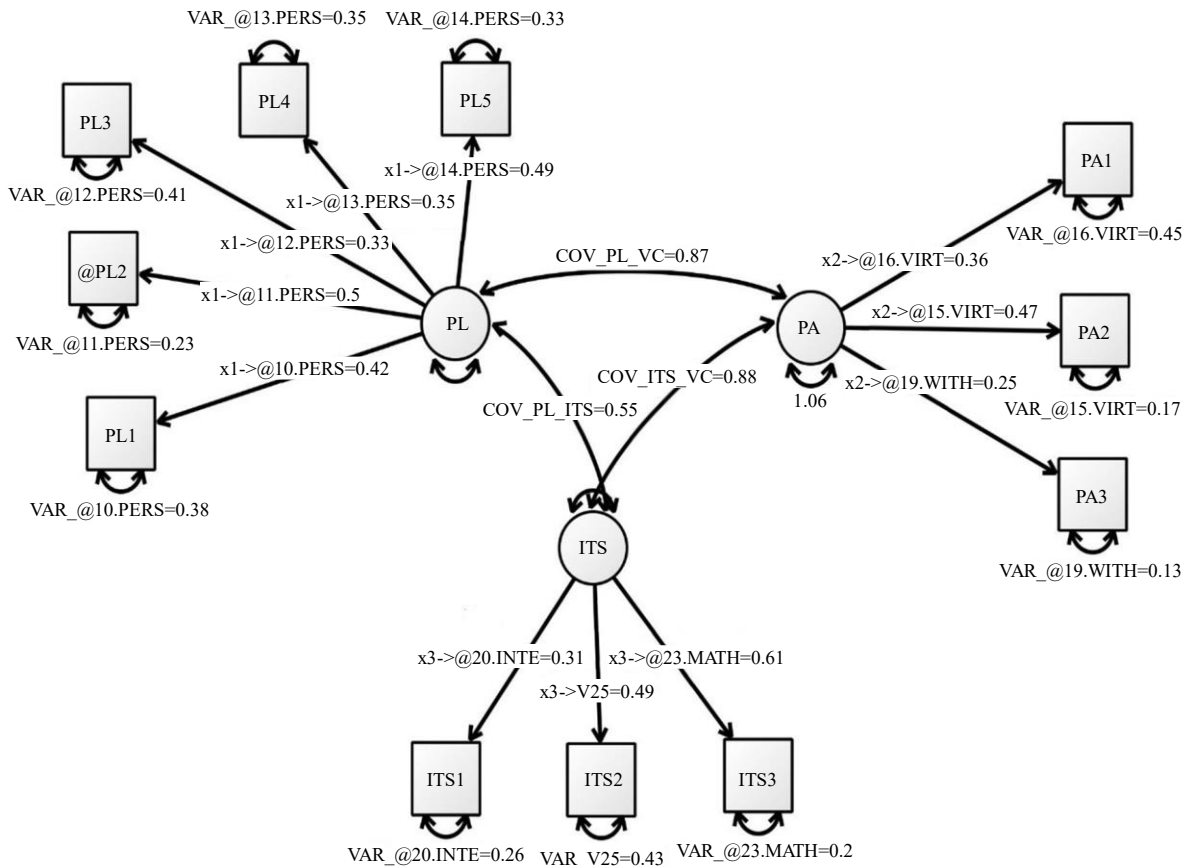 VAR_@13.PERS=0.35
VAR_@14.PERS=0.33
PL4
PL5
PL3
PA1
x1->@14.PERS=0.49
VAR_@12.PERS=0.41
x1->@13.PERS=0.35
VAR_@16.VIRT=0.45
x1->@12.PERS=0.33
COV_PL_VC=0.87
x2->@16.VIRT=0.36
@PL2
x1->@11.PERS=0.5
x2->@15.VIRT=0.47
PL
PA
PA2
VAR_@11.PERS=0.23
x1->@10.PERS=0.42
COV_ITS_VC=0.88
x2->@19.WITH=0.25
1.06
VAR_@15.VIRT=0.17
COV_PL_ITS=0.55
PL1
PA3
VAR_@10.PERS=0.38
ITS
VAR_@19.WITH=0.13
x3->@20.INTE=0.31
x3->@23.MATH=0.61
x3->V25=0.49
ITS1
ITS2
ITS3
VAR_@20.INTE=0.26
VAR_V25=0.43
VAR_@23.MATH=0.2